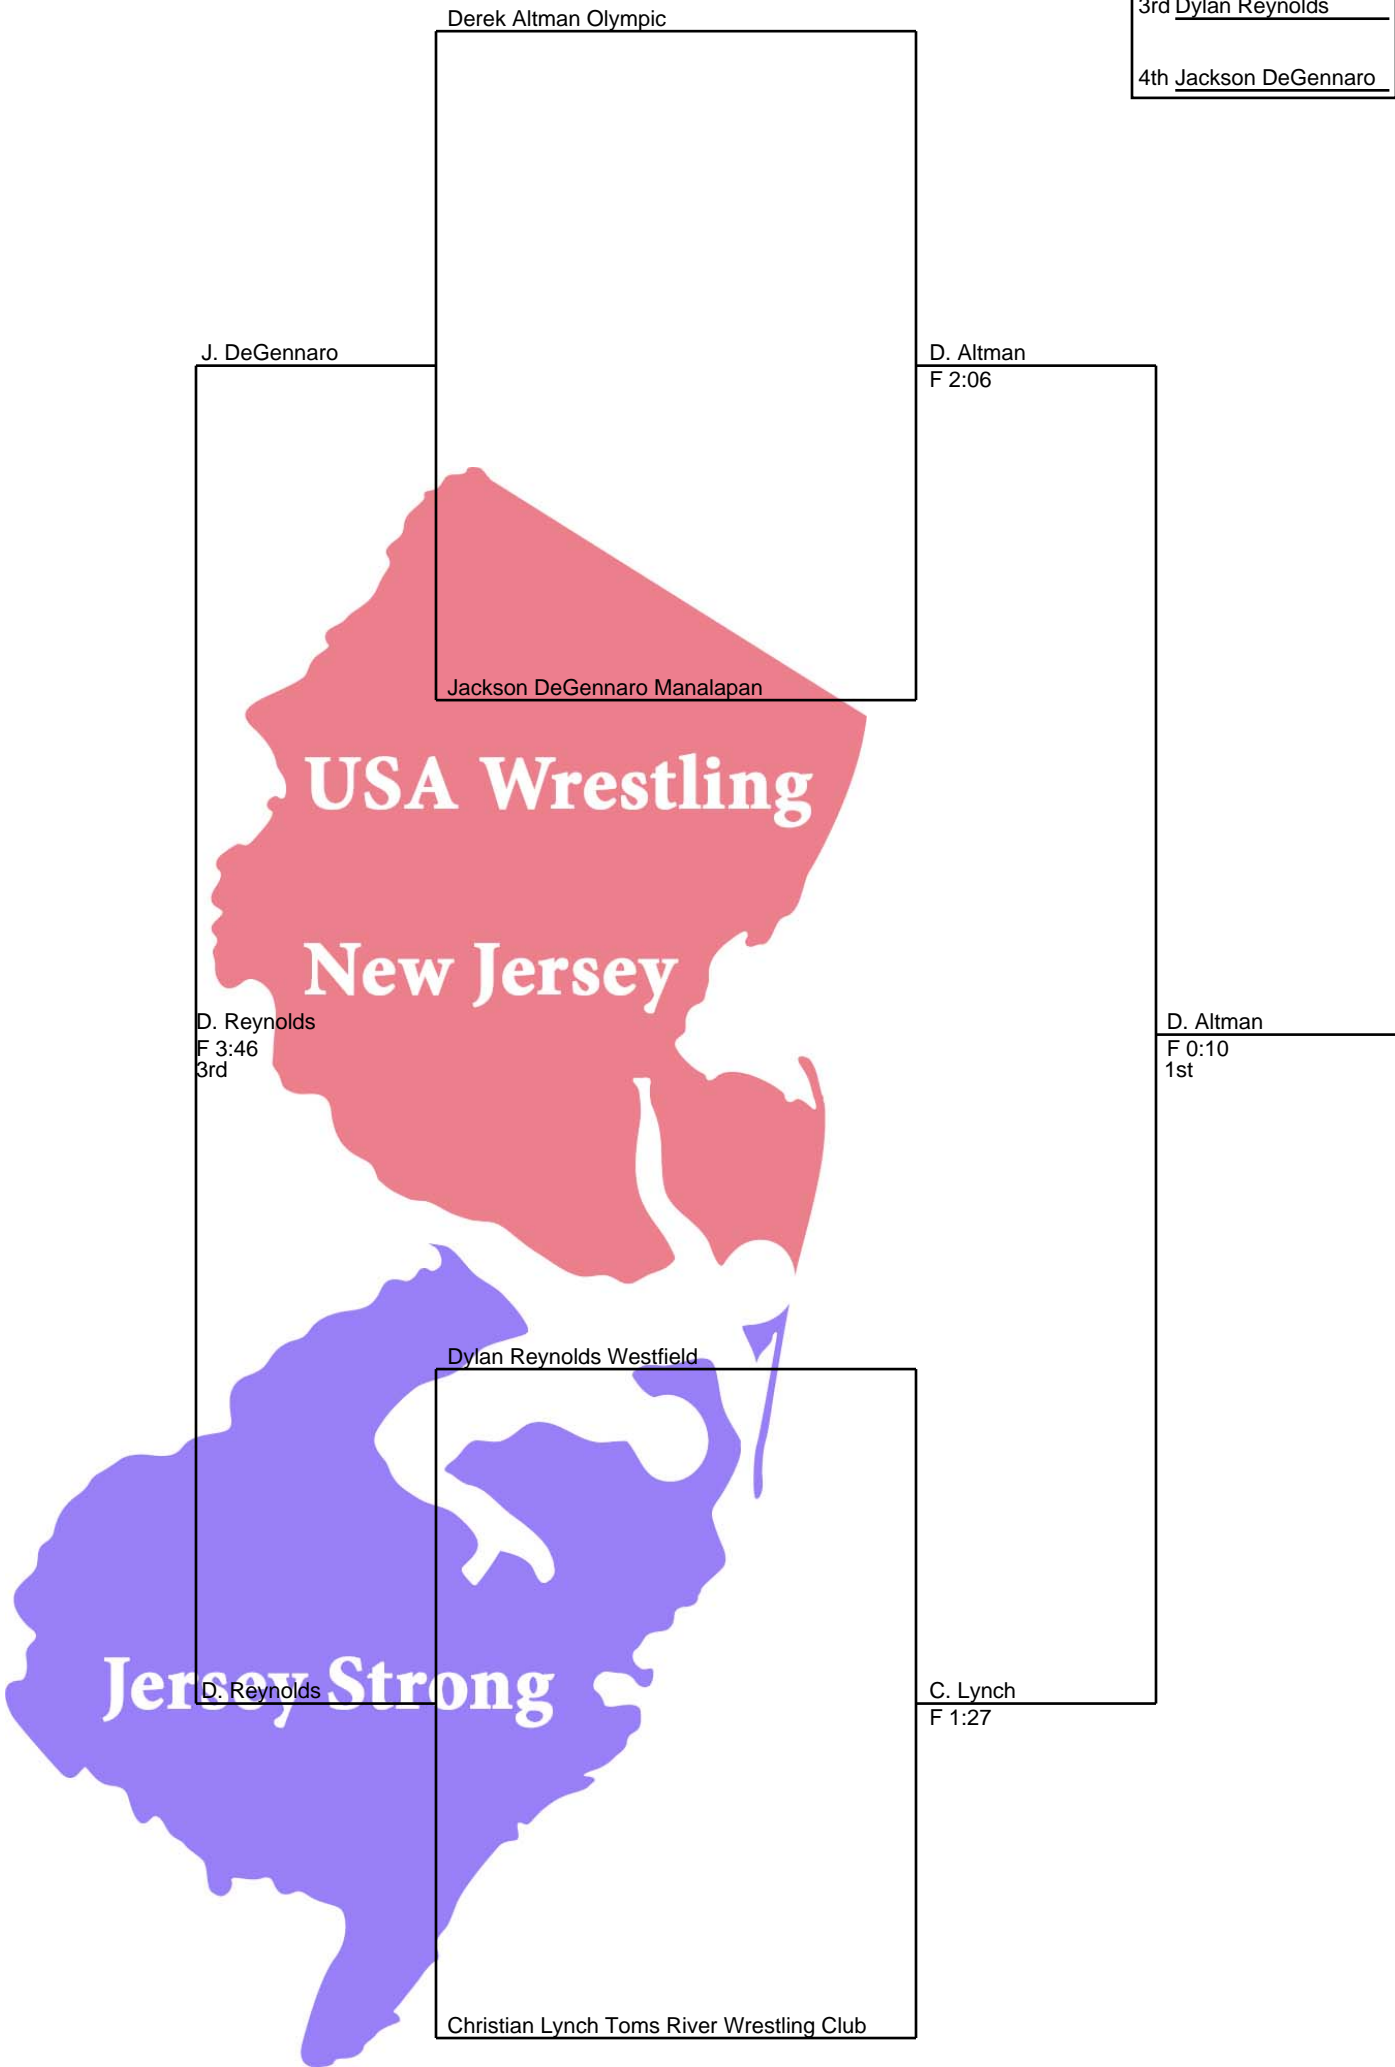 Derek Altman Olympic
3rd Dylan Reynolds
4th Jackson DeGennaro
J. DeGennaro
D. Altman
F 2:06
Jackson DeGennaro Manalapan
USA Wrestling
New Jersey
D. Reynolds
F 3:46
3rd
D. Altman
F 0:10
1st
Dylan Reynolds Westfield
Jersey Strong
D. Reynolds
C. Lynch
F 1:27
Christian Lynch Toms River Wrestling Club